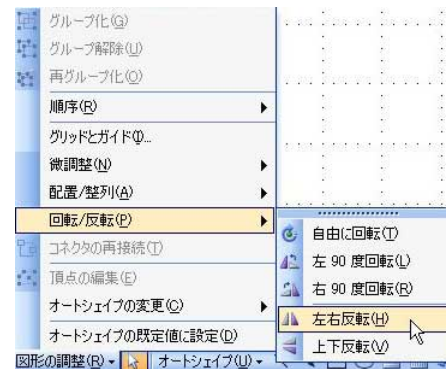 グループ化(G)
グループ解除(U)
再グループ化(O)
順序(R)
グリッドとガイド(I)...
微調整(N)
配置/整列(A)
回転/反転(P)
コネクタの再接続(T)
頂点の編集(E)
オートシェイプの変更(C)
オートシェイプの既定値に設定(D)
自由に回転(T)
左 90 度回転(L)
右 90 度回転(R)
左右反転(H)
上下反転(V)
図形の調整(R) オートシェイプ(U)